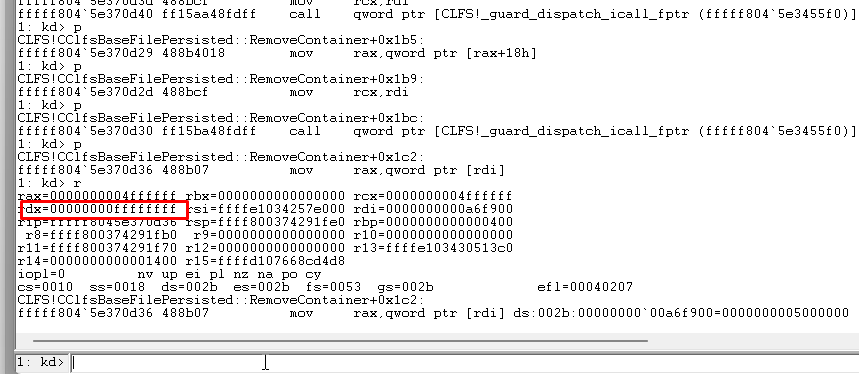 fffff804`5e370d3d 488bcf mov rcx,rdi
fffff804`5e370d40 ff15aa48fdff call qword ptr [CLFS!_guard_dispatch_icall_fptr (fffff804`5e3455f0)]
1: kd> p
CLFS!CClfsBaseFilePersisted::RemoveContainer+0x1b5:
fffff804`5e370d29 488b4018 mov rax,qword ptr [rax+18h]
1: kd> p
CLFS!CClfsBaseFilePersisted::RemoveContainer+0x1b9:
fffff804`5e370d2d 488bcf mov rcx,rdi
1: kd> p
CLFS!CClfsBaseFilePersisted::RemoveContainer+0x1bc:
fffff804`5e370d30 ff15ba48fdff call qword ptr [CLFS!_guard_dispatch_icall_fptr (fffff804`5e3455f0)]
1: kd> p
CLFS!CClfsBaseFilePersisted::RemoveContainer+0x1c2:
fffff804`5e370d36 488b07 mov rax,qword ptr [rdi]
1: kd> r
rax=0000000004ffffff rbx=0000000000000000 rcx=0000000004ffffff
rdx=00000000ffffffff rsi=ffffe1034257e000 rdi=0000000000a6f900
rip=fffff8045e370d36 rsp=ffff800374291fe0 rbp=0000000000000400
r8=ffff800374291fb0 r9=0000000000000000 r10=0000000000000000
r11=ffff800374291f70 r12=0000000000000000 r13=ffffe103430513c0
r14=0000000000001400 r15=ffffd107668cd4d8
iopl=0 nv up ei pl nz na po cy
cs=0010 ss=0018 ds=002b es=002b fs=0053 gs=002b efl=00040207
CLFS!CClfsBaseFilePersisted::RemoveContainer+0x1c2:
fffff804`5e370d36 488b07 mov rax,qword ptr [rdi] ds:002b:00000000`00a6f900=0000000005000000
1: kd>